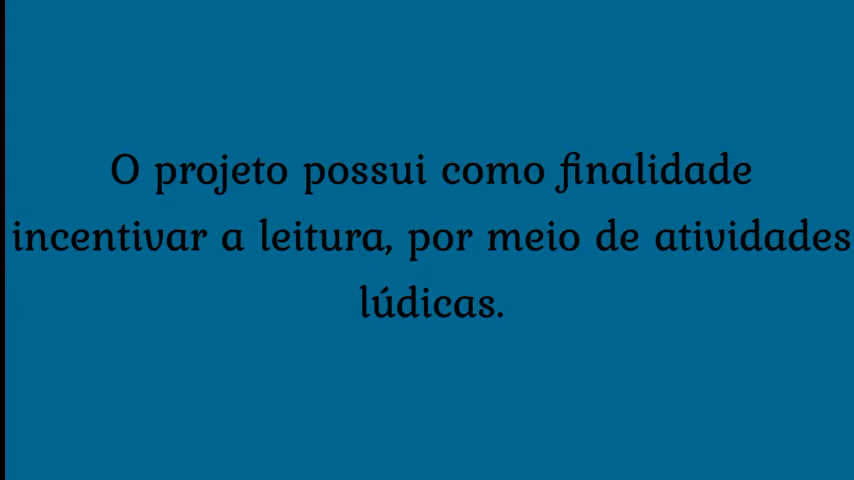 O projeto possui como finalidade
incentivar a leitura, por meio de atividades
lúdicas.